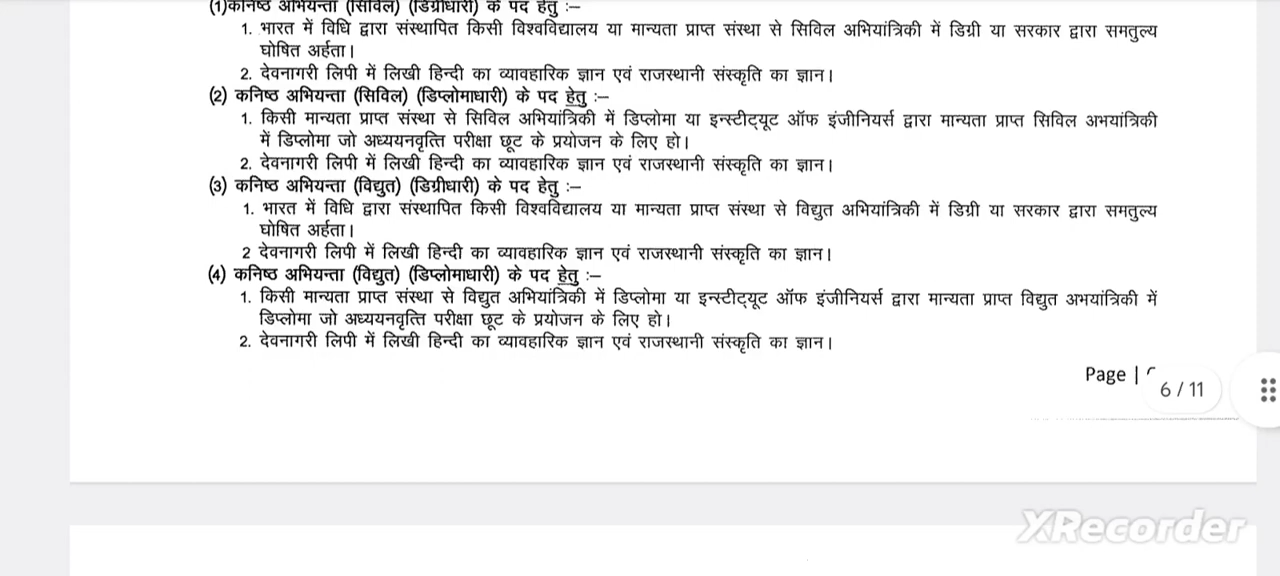 (1)कनिष्ठ अभियन्ता (सिविल) (डिग्रीधारी) के पद हेतु :–
1. भारत में विधि द्वारा संस्थापित किसी विश्वविद्यालय या मान्यता प्राप्त संस्था से सिविल अभियांत्रिकी में डिग्री या सरकार द्वारा समतुल्य
घोषित अर्हता।
2. देवनागरी लिपी में लिखी हिन्दी का व्यावहारिक ज्ञान एवं राजस्थानी संस्कृति का ज्ञान।
(2) कनिष्ठ अभियन्ता (सिविल) (डिप्लोमाधारी) के पद हेतु :–
1. किसी मान्यता प्राप्त संस्था से सिविल अभियांत्रिकी में डिप्लोमा या इन्स्टीट्यूट ऑफ इंजीनियर्स द्वारा मान्यता प्राप्त सिविल अभयांत्रिकी
में डिप्लोमा जो अध्ययनवृत्ति परीक्षा छूट के प्रयोजन के लिए हो।
2. देवनागरी लिपी में लिखी हिन्दी का व्यावहारिक ज्ञान एवं राजस्थानी संस्कृति का ज्ञान।
(3) कनिष्ठ अभियन्ता (विद्युत) (डिग्रीधारी) के पद हेतु :–
1. भारत में विधि द्वारा संस्थापित किसी विश्वविद्यालय या मान्यता प्राप्त संस्था से विद्युत अभियांत्रिकी में डिग्री या सरकार द्वारा समतुल्य
घोषित अर्हता।
2 देवनागरी लिपी में लिखी हिन्दी का व्यावहारिक ज्ञान एवं राजस्थानी संस्कृति का ज्ञान।
(4) कनिष्ठ अभियन्ता (विद्युत) (डिप्लोमाधारी) के पद हेतु :–
1. किसी मान्यता प्राप्त संस्था से विद्युत अभियांत्रिकी में डिप्लोमा या इन्स्टीट्यूट ऑफ इंजीनियर्स द्वारा मान्यता प्राप्त विद्युत अभयांत्रिकी में
डिप्लोमा जो अध्ययनवृत्ति परीक्षा छूट के प्रयोजन के लिए हो।
2. देवनागरी लिपी में लिखी हिन्दी का व्यावहारिक ज्ञान एवं राजस्थानी संस्कृति का ज्ञान।
Page |
6 / 11
XRecorder